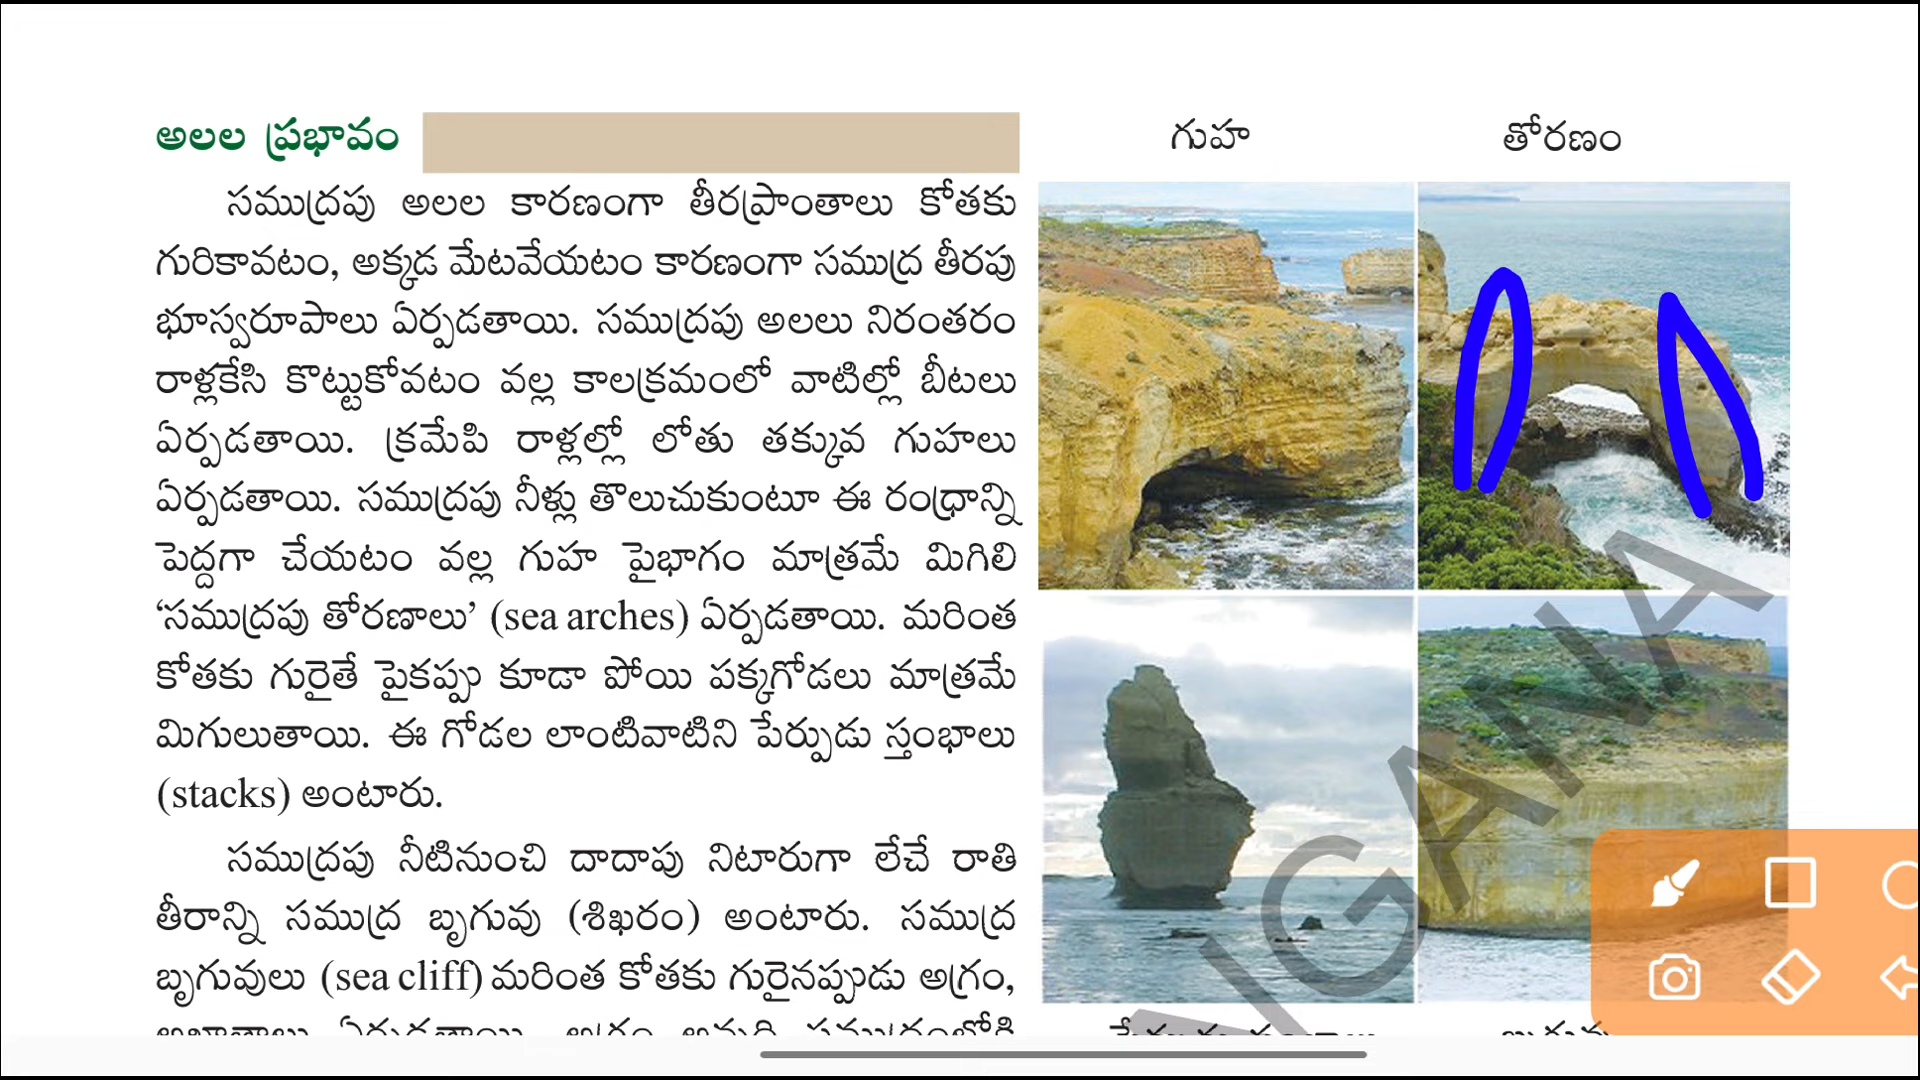 అలల ప్రభావం
గుహ
తోరణం
సముద్రపు అలల కారణంగా తీరప్రాంతాలు కోతకు
గురికావటం, అక్కడ మేటవేయటం కారణంగా సముద్ర తీరపు
భూస్వరూపాలు ఏర్పడతాయి. సముద్రపు అలలు నిరంతరం
రాళ్లకేసి కొట్టుకోవటం వల్ల కాలక్రమంలో వాటిల్లో బీటలు
ఏర్పడతాయి. క్రమేపి రాళ్లల్లో లోతు తక్కువ గుహలు
ఏర్పడతాయి. సముద్రపు నీళ్లు తొలుచుకుంటూ ఈ రంధ్రాన్ని
పెద్దగా చేయటం వల్ల గుహ పైభాగం మాత్రమే మిగిలి
‘సముద్రపు తోరణాలు’ (sea arches) ఏర్పడతాయి. మరింత
కోతకు గురైతే పైకప్పు కూడా పోయి పక్కగోడలు మాత్రమే
మిగులుతాయి. ఈ గోడల లాంటివాటిని పేర్పుడు స్తంభాలు
(stacks) అంటారు.
సముద్రపు నీటినుంచి దాదాపు నిటారుగా లేచే రాతి
తీరాన్ని సముద్ర బృగువు (శిఖరం) అంటారు. సముద్ర
బృగువులు (sea cliff) మరింత కోతకు గురైనప్పుడు అగ్రం,
NGANA